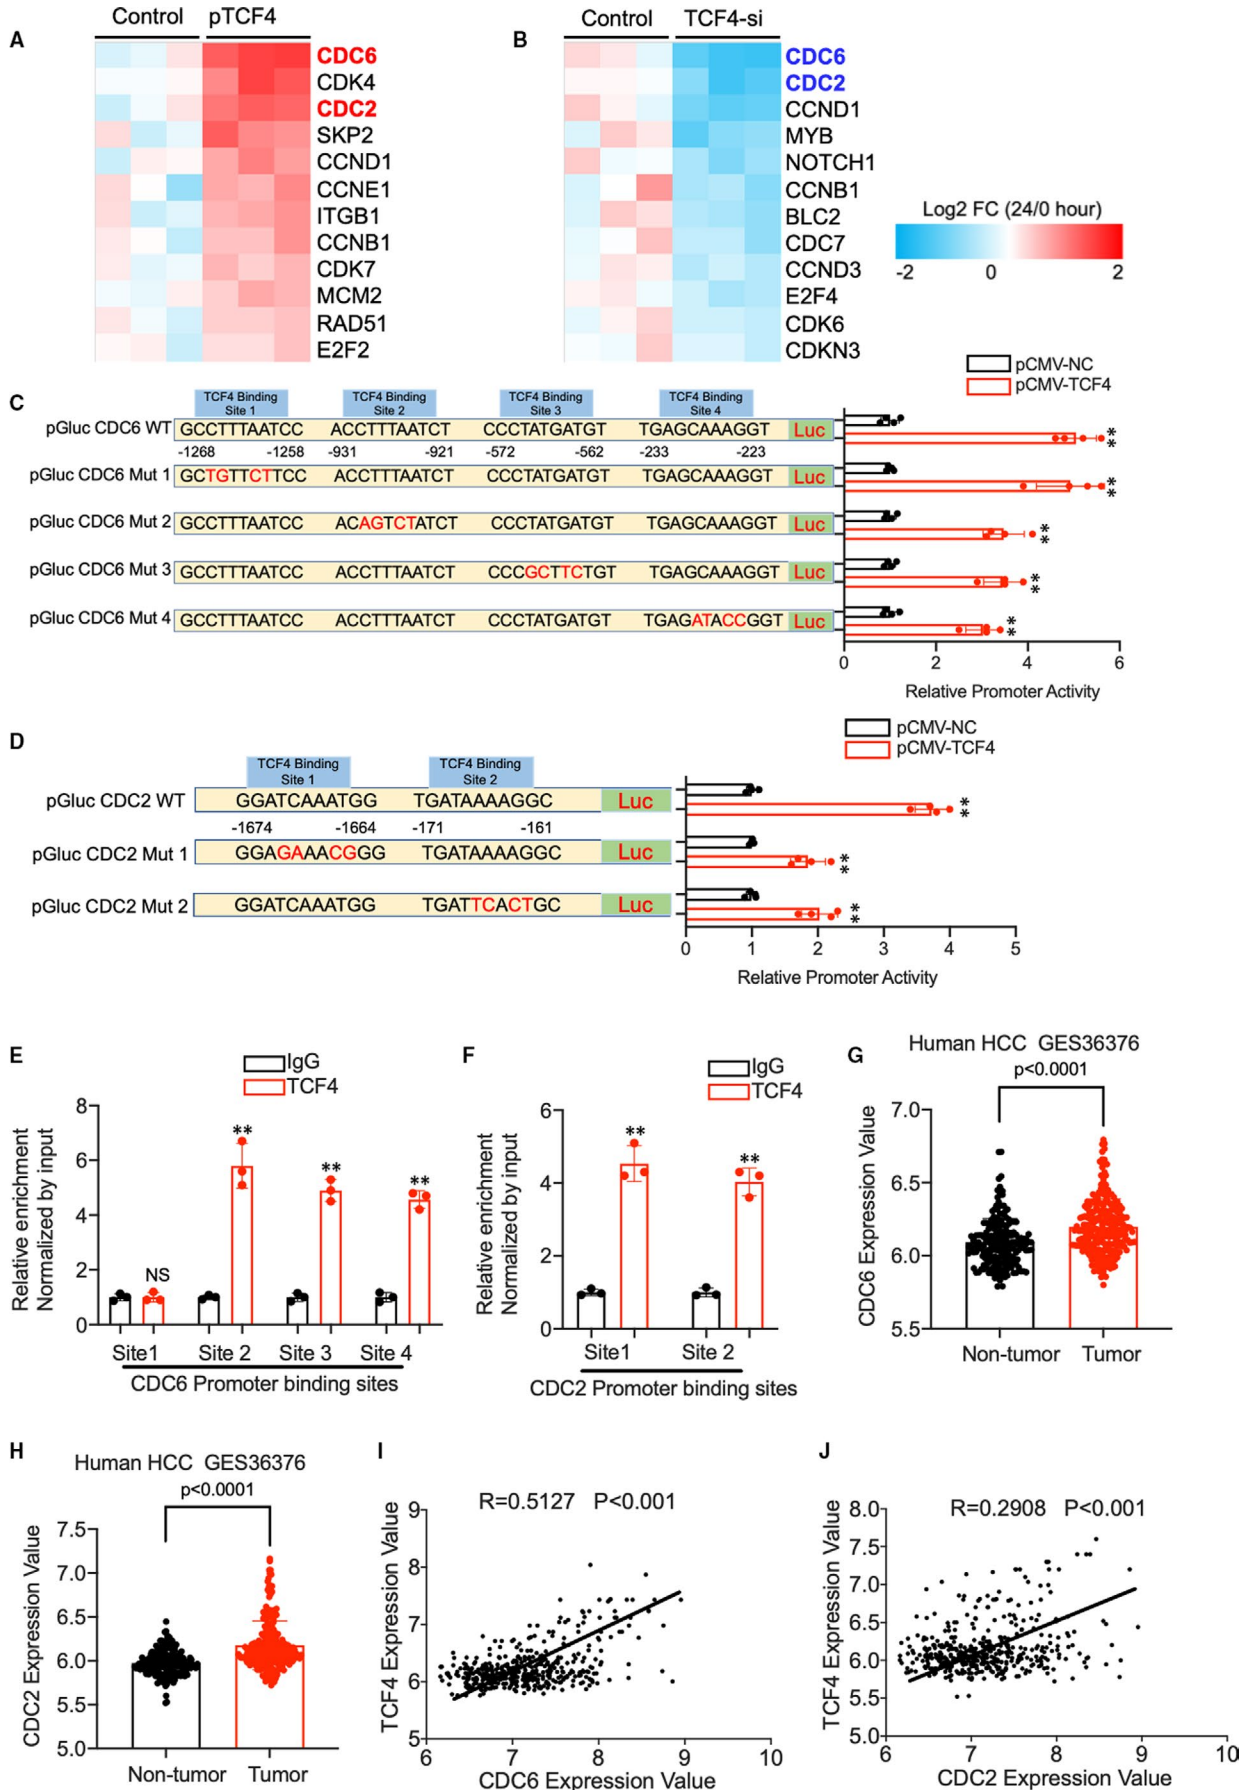 A
Control pTCF4
CDC6
CDK4
CDC2
SKP2
CCND1
CCNE1
ITGB1
CCNB1
CDK7
MCM2
RAD51
E2F2
B
Control TCF4-si
CDC6
CDC2
CCND1
MYB
NOTCH1
CCNB1
BLC2
CDC7
CCND3
E2F4
CDK6
CDKN3
Log2 FC (24/0 hour)
-2 0 2
C
pCMV-NC
pCMV-TCF4
TCF4 Binding Site 1
TCF4 Binding Site 2
TCF4 Binding Site 3
TCF4 Binding Site 4
pGluc CDC6 WT GCCTTTAATCC ACCTTTAATCT CCCTATGATGT TGAGCAAAGGT Luc **
-1268 -1258 -931 -921 -572 -562 -233 -223
pGluc CDC6 Mut 1 GCTGTTCTTCC ACCTTTAATCT CCCTATGATGT TGAGCAAAGGT Luc **
pGluc CDC6 Mut 2 GCCTTTAATCC ACAGTCTATCT CCCTATGATGT TGAGCAAAGGT Luc **
pGluc CDC6 Mut 3 GCCTTTAATCC ACCTTTAATCT CCCGCTTCTGT TGAGCAAAGGT Luc **
pGluc CDC6 Mut 4 GCCTTTAATCC ACCTTTAATCT CCCTATGATGT TGAGATACCGGT Luc **
0 2 4 6
Relative Promoter Activity
D
pCMV-NC
pCMV-TCF4
TCF4 Binding Site 1
TCF4 Binding Site 2
pGluc CDC2 WT GGATCAAATGG TGATAAAAGGC Luc **
-1674 -1664 -171 -161
pGluc CDC2 Mut 1 GGAGAAACGGG TGATAAAAGGC Luc **
pGluc CDC2 Mut 2 GGATCAAATGG TGATTCACTGC Luc **
0 1 2 3 4 5
Relative Promoter Activity
E
IgG
TCF4
Relative enrichment
Normalized by input
8
6
4
2
0
NS ** ** **
Site1 Site 2 Site 3 Site 4
CDC6 Promoter binding sites
F
IgG
TCF4
Relative enrichment
Normalized by input
6
4
2
0
** **
Site1 Site 2
CDC2 Promoter binding sites
G
Human HCC GES36376
p<0.0001
CDC6 Expression Value
7.0
6.5
6.0
5.5
Non-tumor Tumor
H
Human HCC GES36376
p<0.0001
CDC2 Expression Value
7.5
7.0
6.5
6.0
5.5
5.0
Non-tumor Tumor
I
R=0.5127 P<0.001
TCF4 Expression Value
9
8
7
6
5
6 7 8 9 10
CDC6 Expression Value
J
R=0.2908 P<0.001
TCF4 Expression Value
8.0
7.5
7.0
6.5
6.0
5.5
5.0
6 7 8 9 10
CDC2 Expression Value